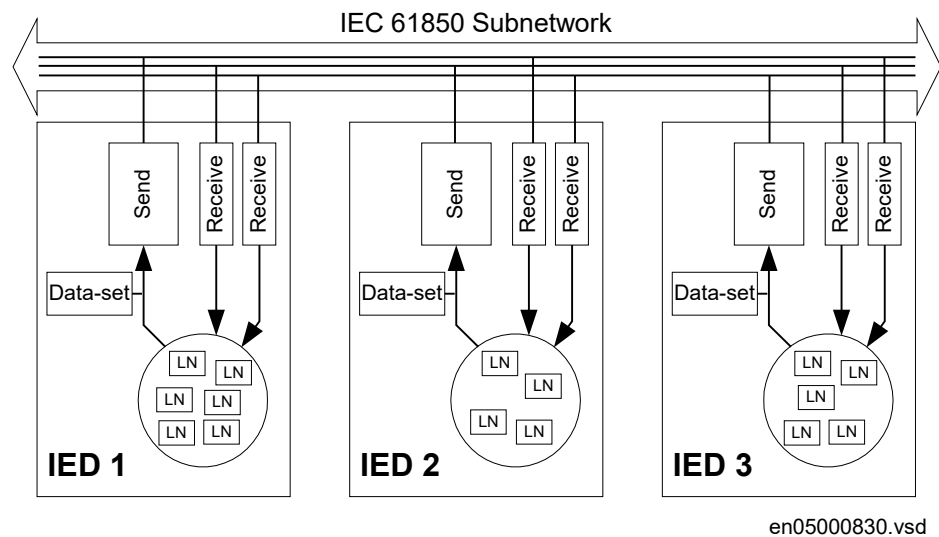 IEC 61850 Subnetwork
Send
Receive
Receive
Data-set
LN
LN
LN
LN
LN
LN
IED 1
Send
Receive
Receive
Data-set
LN
LN
LN
LN
IED 2
Send
Receive
Receive
Data-set
LN
LN
LN
LN
LN
IED 3
en05000830.vsd